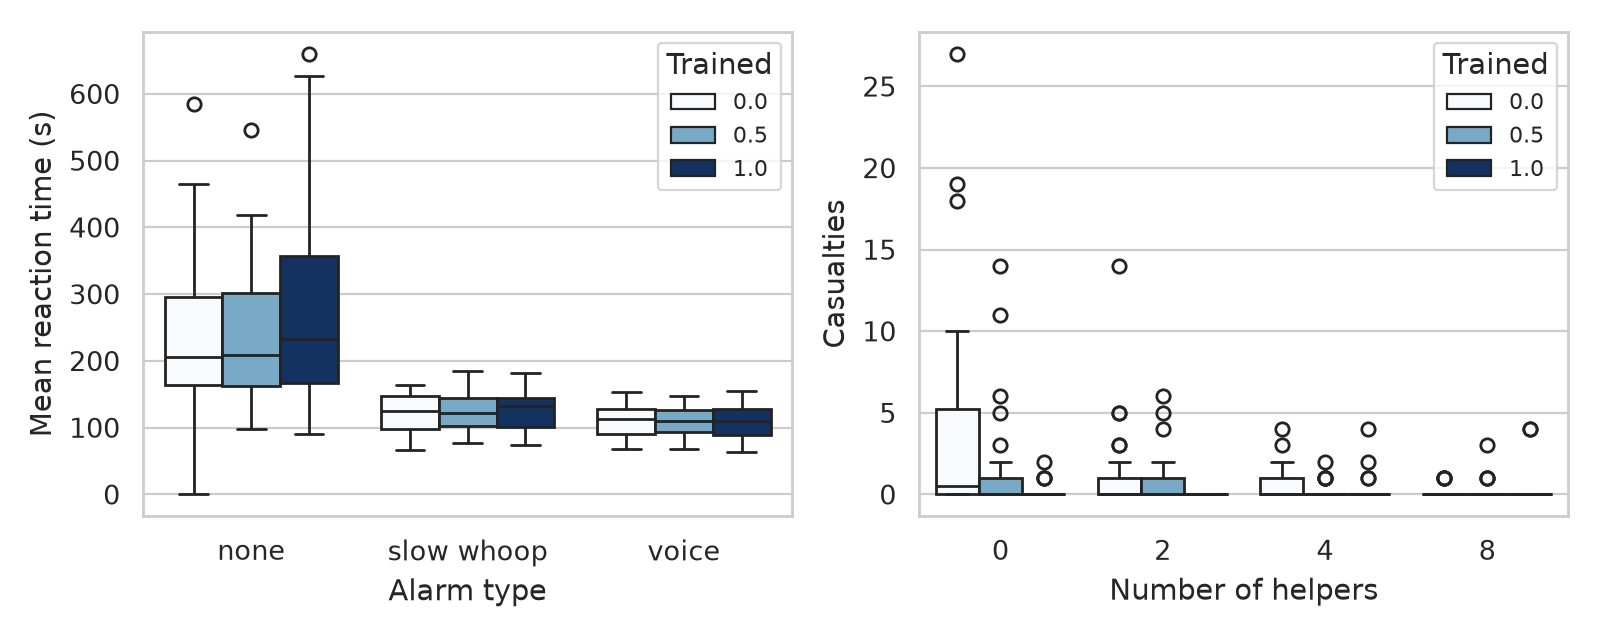 Mean reaction time (s)
600
500
400
300
200
100
0
none
slow whoop
voice
Alarm type
Trained
0.0
0.5
1.0
Casualties
25
20
15
10
5
0
0
2
4
8
Number of helpers
Trained
0.0
0.5
1.0